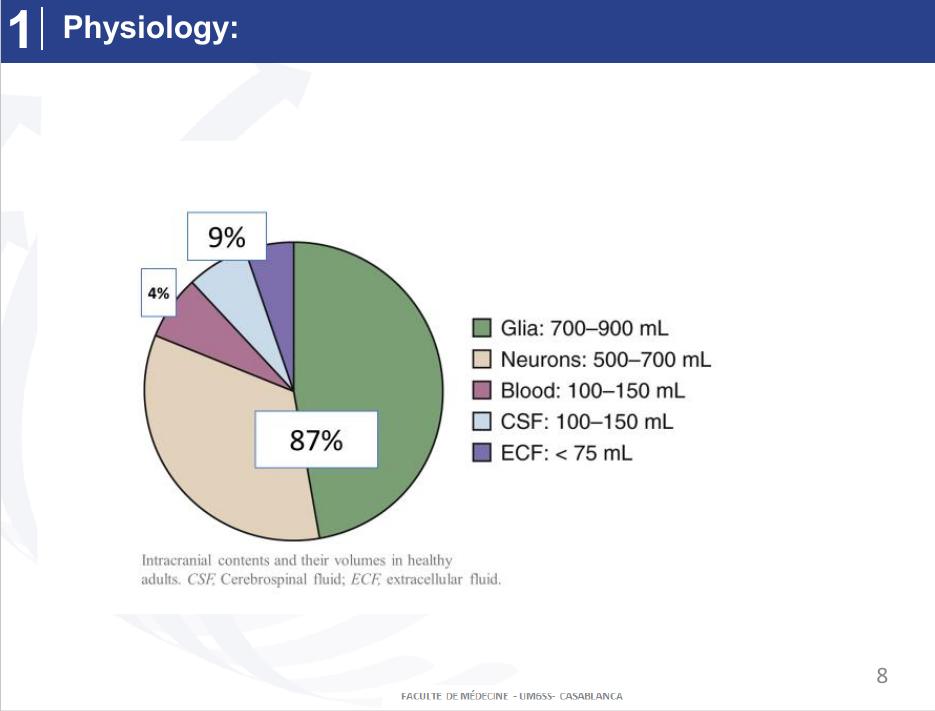 1
Physiology:
9%
4%
87%
Glia: 700–900 mL
Neurons: 500–700 mL
Blood: 100–150 mL
CSF: 100–150 mL
ECF: < 75 mL
Intracranial contents and their volumes in healthy
adults. CSF, Cerebrospinal fluid; ECF, extracellular fluid.
8
FACULTE DE MÉDECINE - UM6SS- CASABLANCA